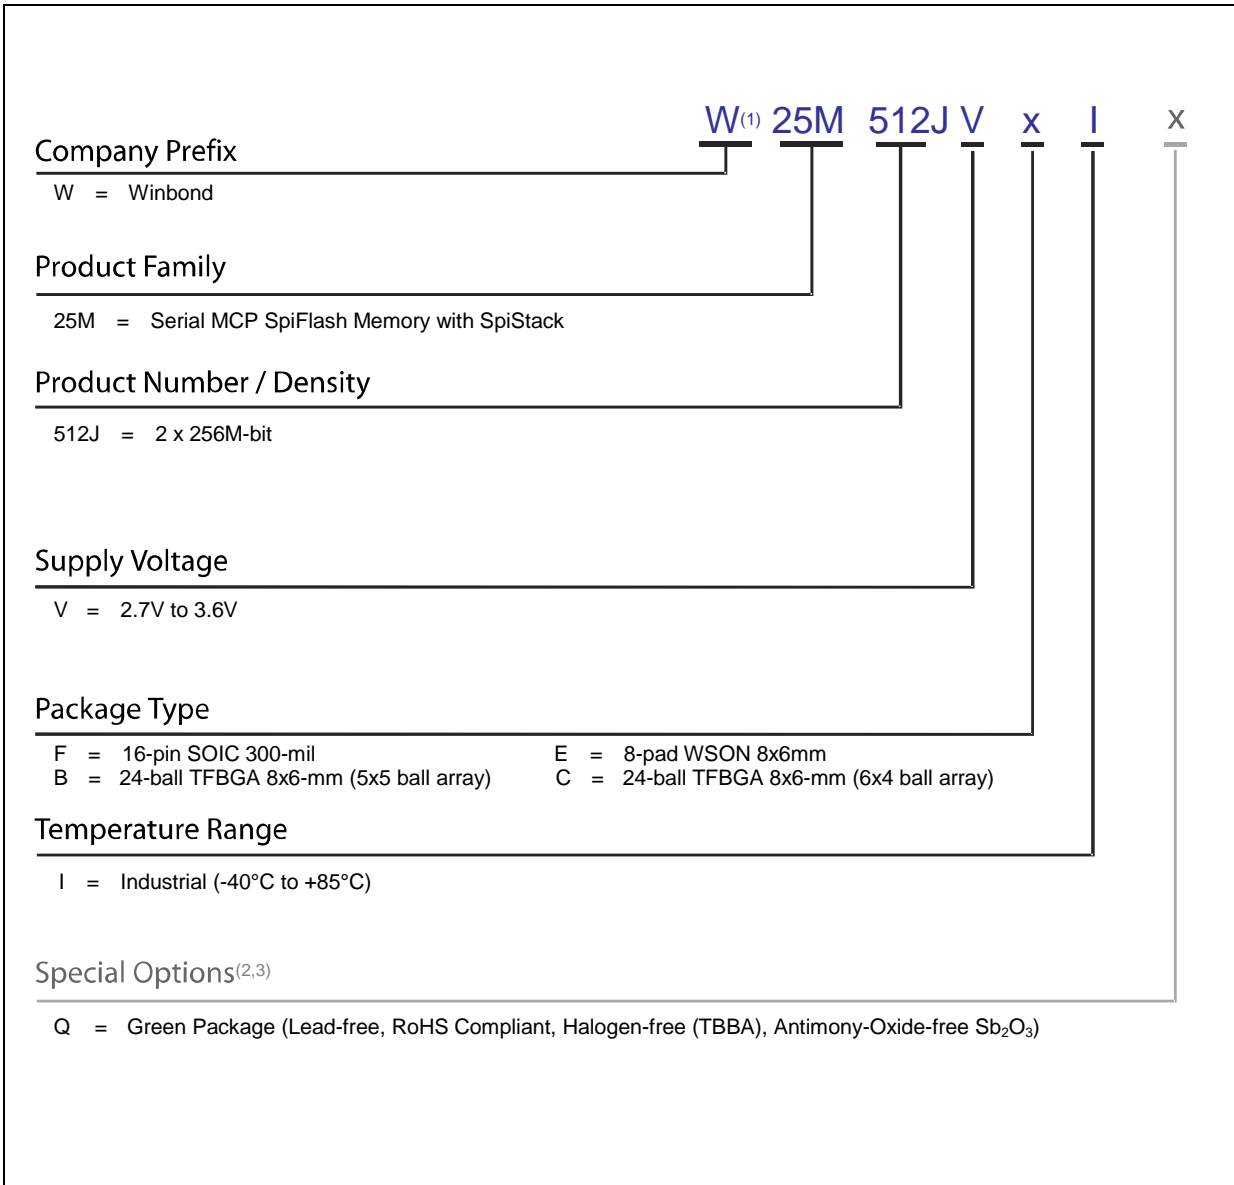 W(1) 25M 512J V x I x
Company Prefix
W = Winbond
Product Family
25M = Serial MCP SpiFlash Memory with SpiStack
Product Number / Density
512J = 2 x 256M-bit
Supply Voltage
V = 2.7V to 3.6V
Package Type
F = 16-pin SOIC 300-mil E = 8-pad WSON 8x6mm
B = 24-ball TFBGA 8x6-mm (5x5 ball array) C = 24-ball TFBGA 8x6-mm (6x4 ball array)
Temperature Range
I = Industrial (-40°C to +85°C)
Special Options(2,3)
Q = Green Package (Lead-free, RoHS Compliant, Halogen-free (TBBA), Antimony-Oxide-free Sb₂O₃)